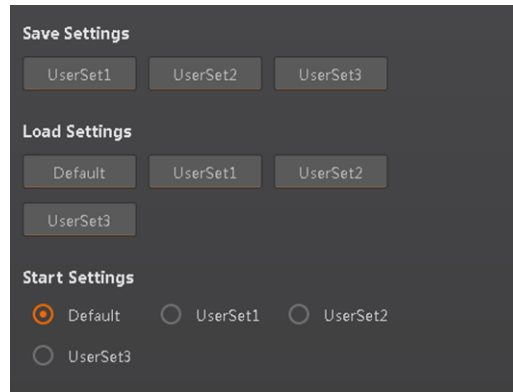 Save Settings
UserSet1 UserSet2 UserSet3
Load Settings
Default UserSet1 UserSet2
UserSet3
Start Settings
Default UserSet1 UserSet2
UserSet3